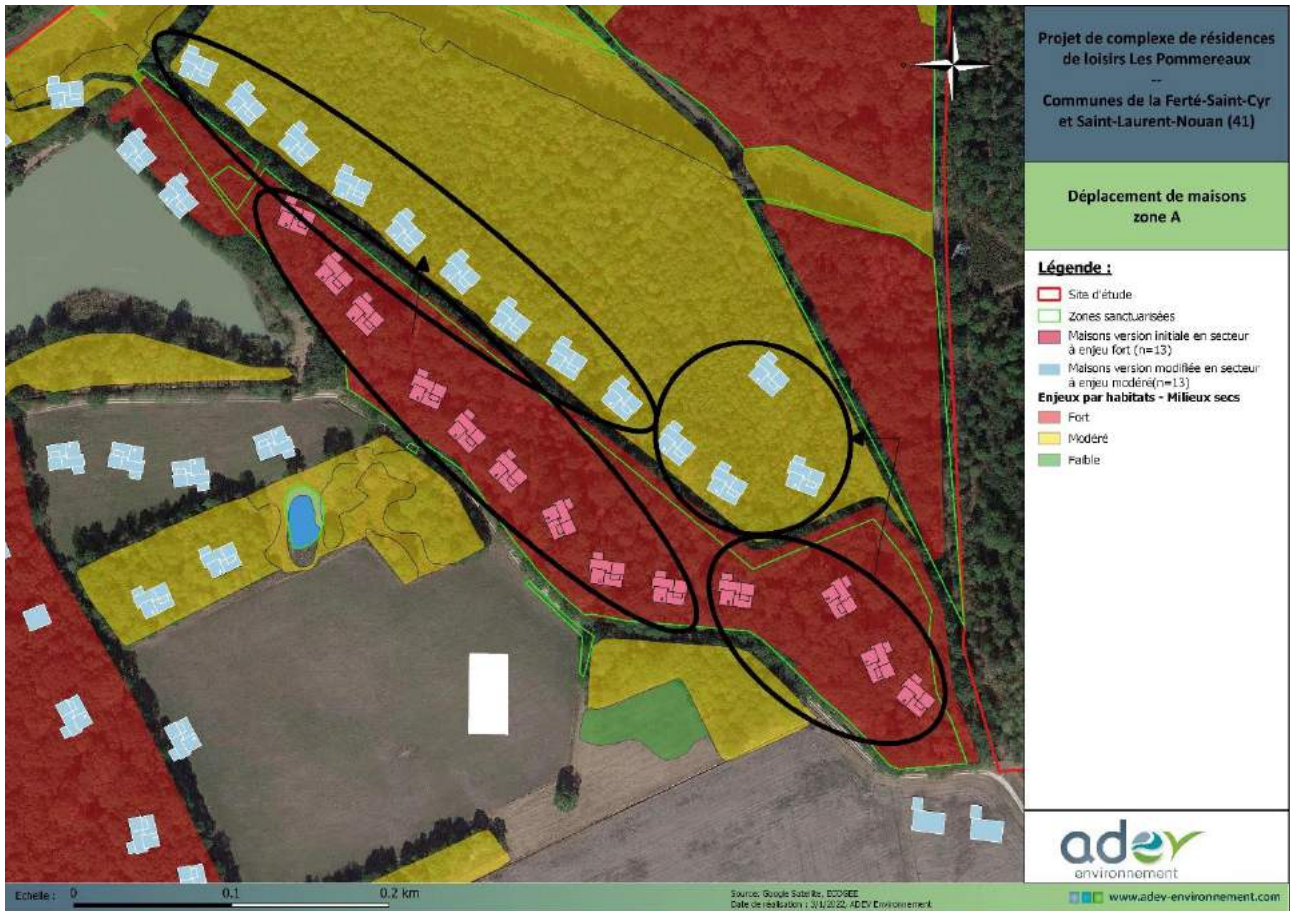 Projet de complexe de résidences
de loisirs Les Pommereaux
--
Communes de la Ferté-Saint-Cyr
et Saint-Laurent-Nouan (41)
Déplacement de maisons
zone A
Légende :
Site d'étude
Zones sanctuarisées
Maisons version initiale en secteur
à enjeu fort (n=13)
Maisons version modifiée en secteur
à enjeu modéré(n=13)
Enjeux par habitats - Milieux secs
Fort
Modéré
Faible
adev
environnement
Echelle : 0 0.1 0.2 km
Source: Google Satellite, ECOGEE
Date de réalisation : 3/1/2022, ADEV Environnement
www.adev-environnement.com